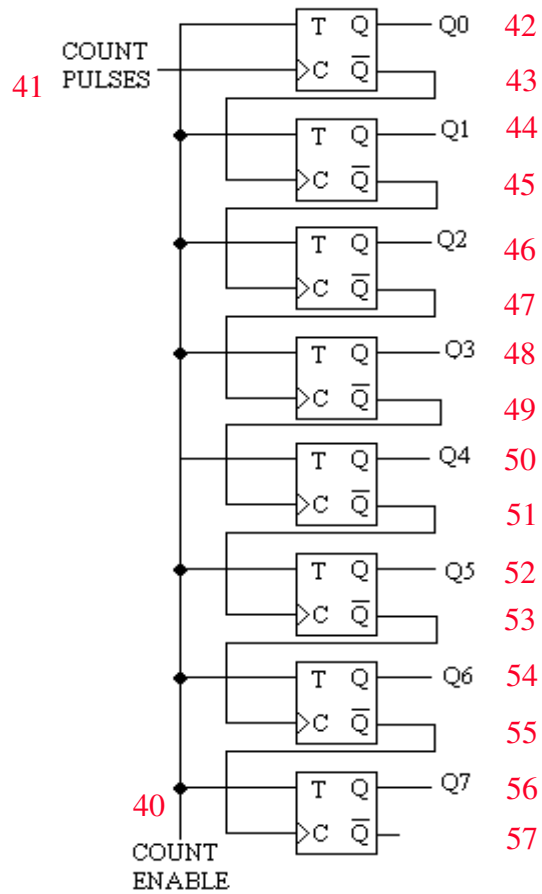 T Q Q0 42
COUNT
PULSES
41
C Q̅ 43
T Q Q1 44
C Q̅ 45
T Q Q2 46
C Q̅ 47
T Q Q3 48
C Q̅ 49
T Q Q4 50
C Q̅ 51
T Q Q5 52
C Q̅ 53
T Q Q6 54
C Q̅ 55
T Q Q7 56
40
C Q̅ 57
COUNT
ENABLE